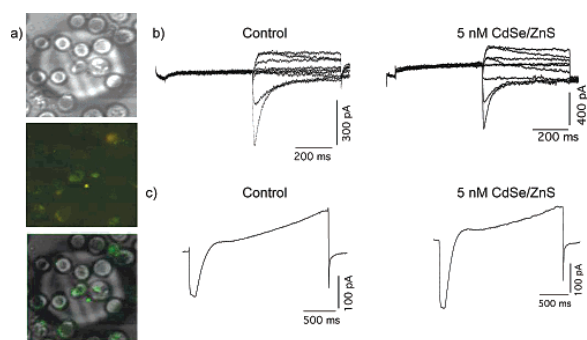 a)
b)
Control
5 nM CdSe/ZnS
300 pA
200 ms
400 pA
200 ms
c)
Control
5 nM CdSe/ZnS
100 pA
500 ms
100 pA
500 ms